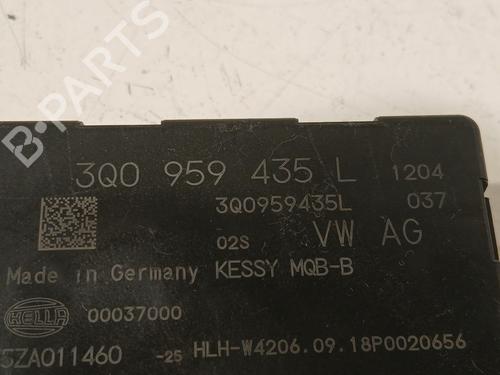 B-PARTS
3Q0 959 435 L 1204
3Q0959435L 037
02S VW AG
Made in Germany KESSY MQB-B
HELLA 00037000
5ZA011460 -25 HLH-W4206.09.18P0020656